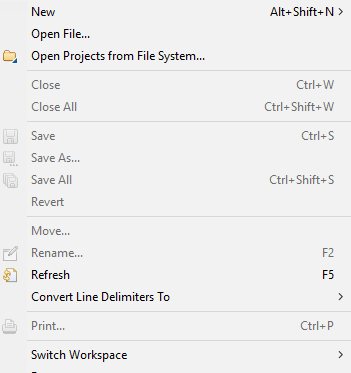 New Alt+Shift+N
Open File...
Open Projects from File System...
Close Ctrl+W
Close All Ctrl+Shift+W
Save Ctrl+S
Save As...
Save All Ctrl+Shift+S
Revert
Move...
Rename... F2
Refresh F5
Convert Line Delimiters To
Print... Ctrl+P
Switch Workspace